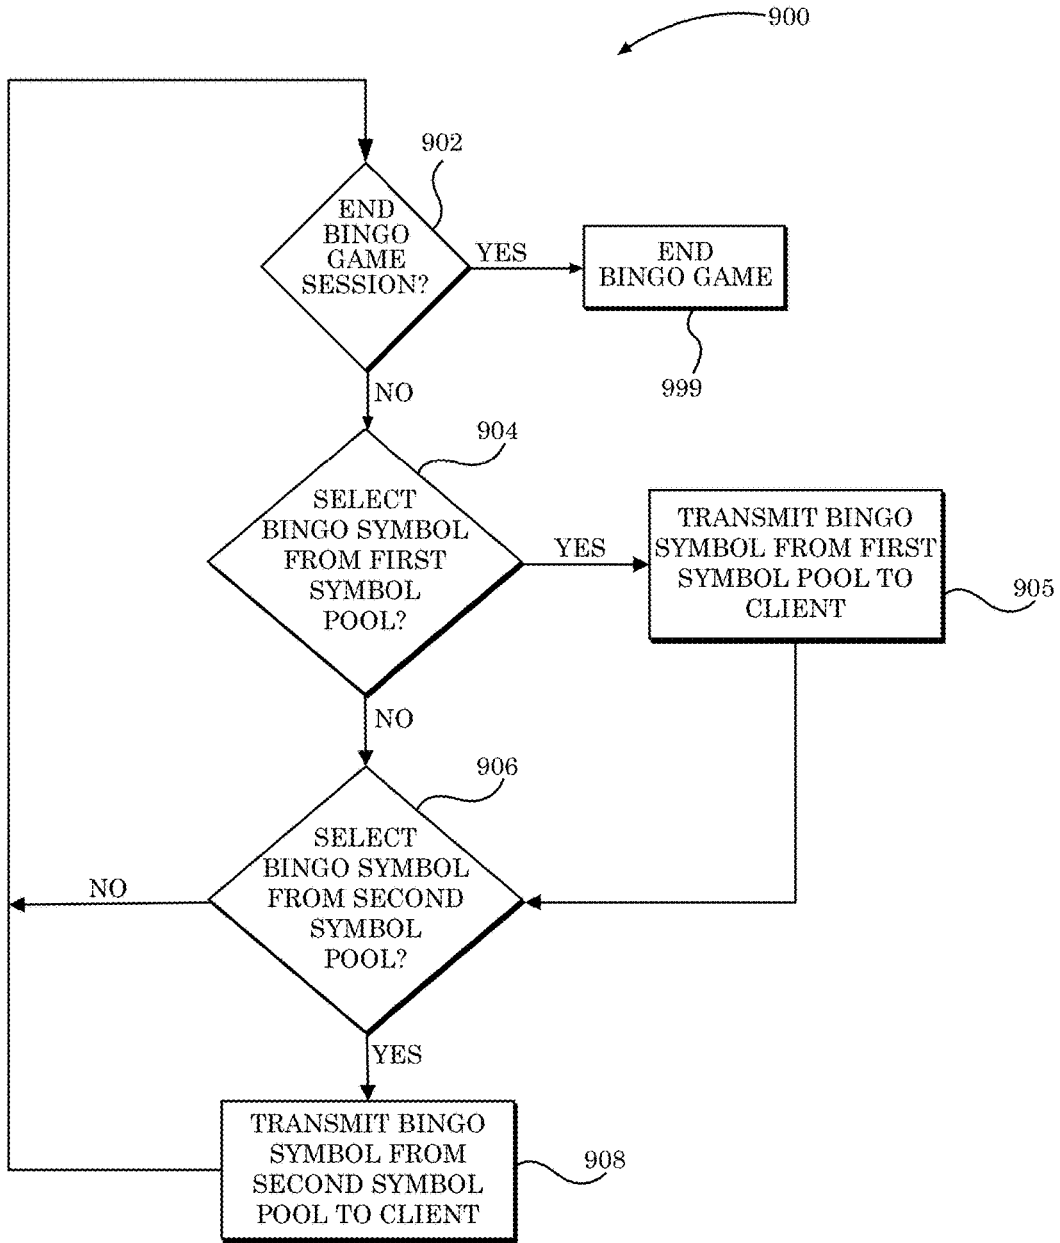 900
902
END
BINGO
GAME
SESSION?
YES
END
BINGO GAME
999
NO
904
SELECT
BINGO SYMBOL
FROM FIRST
SYMBOL
POOL?
YES
TRANSMIT BINGO
SYMBOL FROM FIRST
SYMBOL POOL TO
CLIENT
905
NO
906
SELECT
BINGO SYMBOL
FROM SECOND
SYMBOL
POOL?
NO
YES
TRANSMIT BINGO
SYMBOL FROM
SECOND SYMBOL
POOL TO CLIENT
908